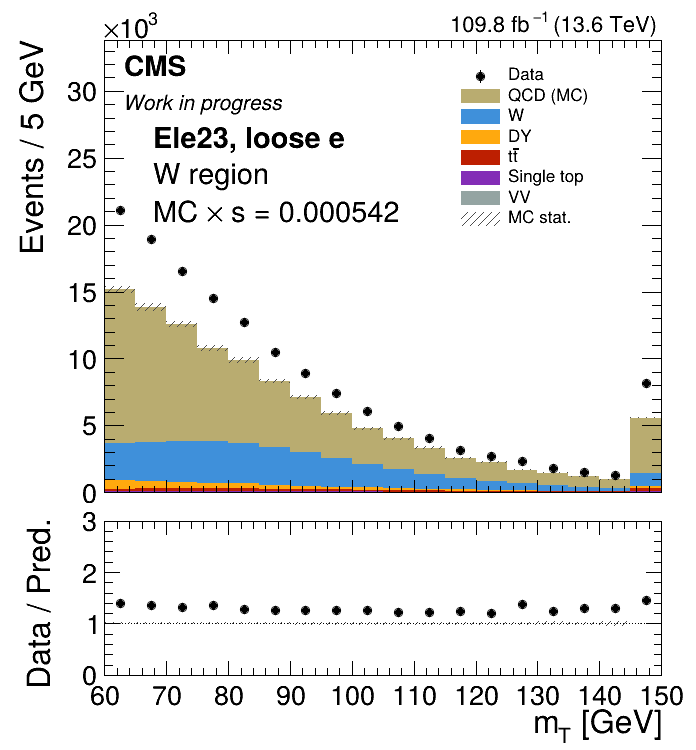 ×10³
109.8 fb⁻¹ (13.6 TeV)
Events / 5 GeV
CMS
Work in progress
Ele23, loose e
W region
MC × s = 0.000542
Data
QCD (MC)
W
DY
tt̄
Single top
VV
MC stat.
30
25
20
15
10
5
0
Data / Pred.
3
2
1
0
60 70 80 90 100 110 120 130 140 150
m_T [GeV]